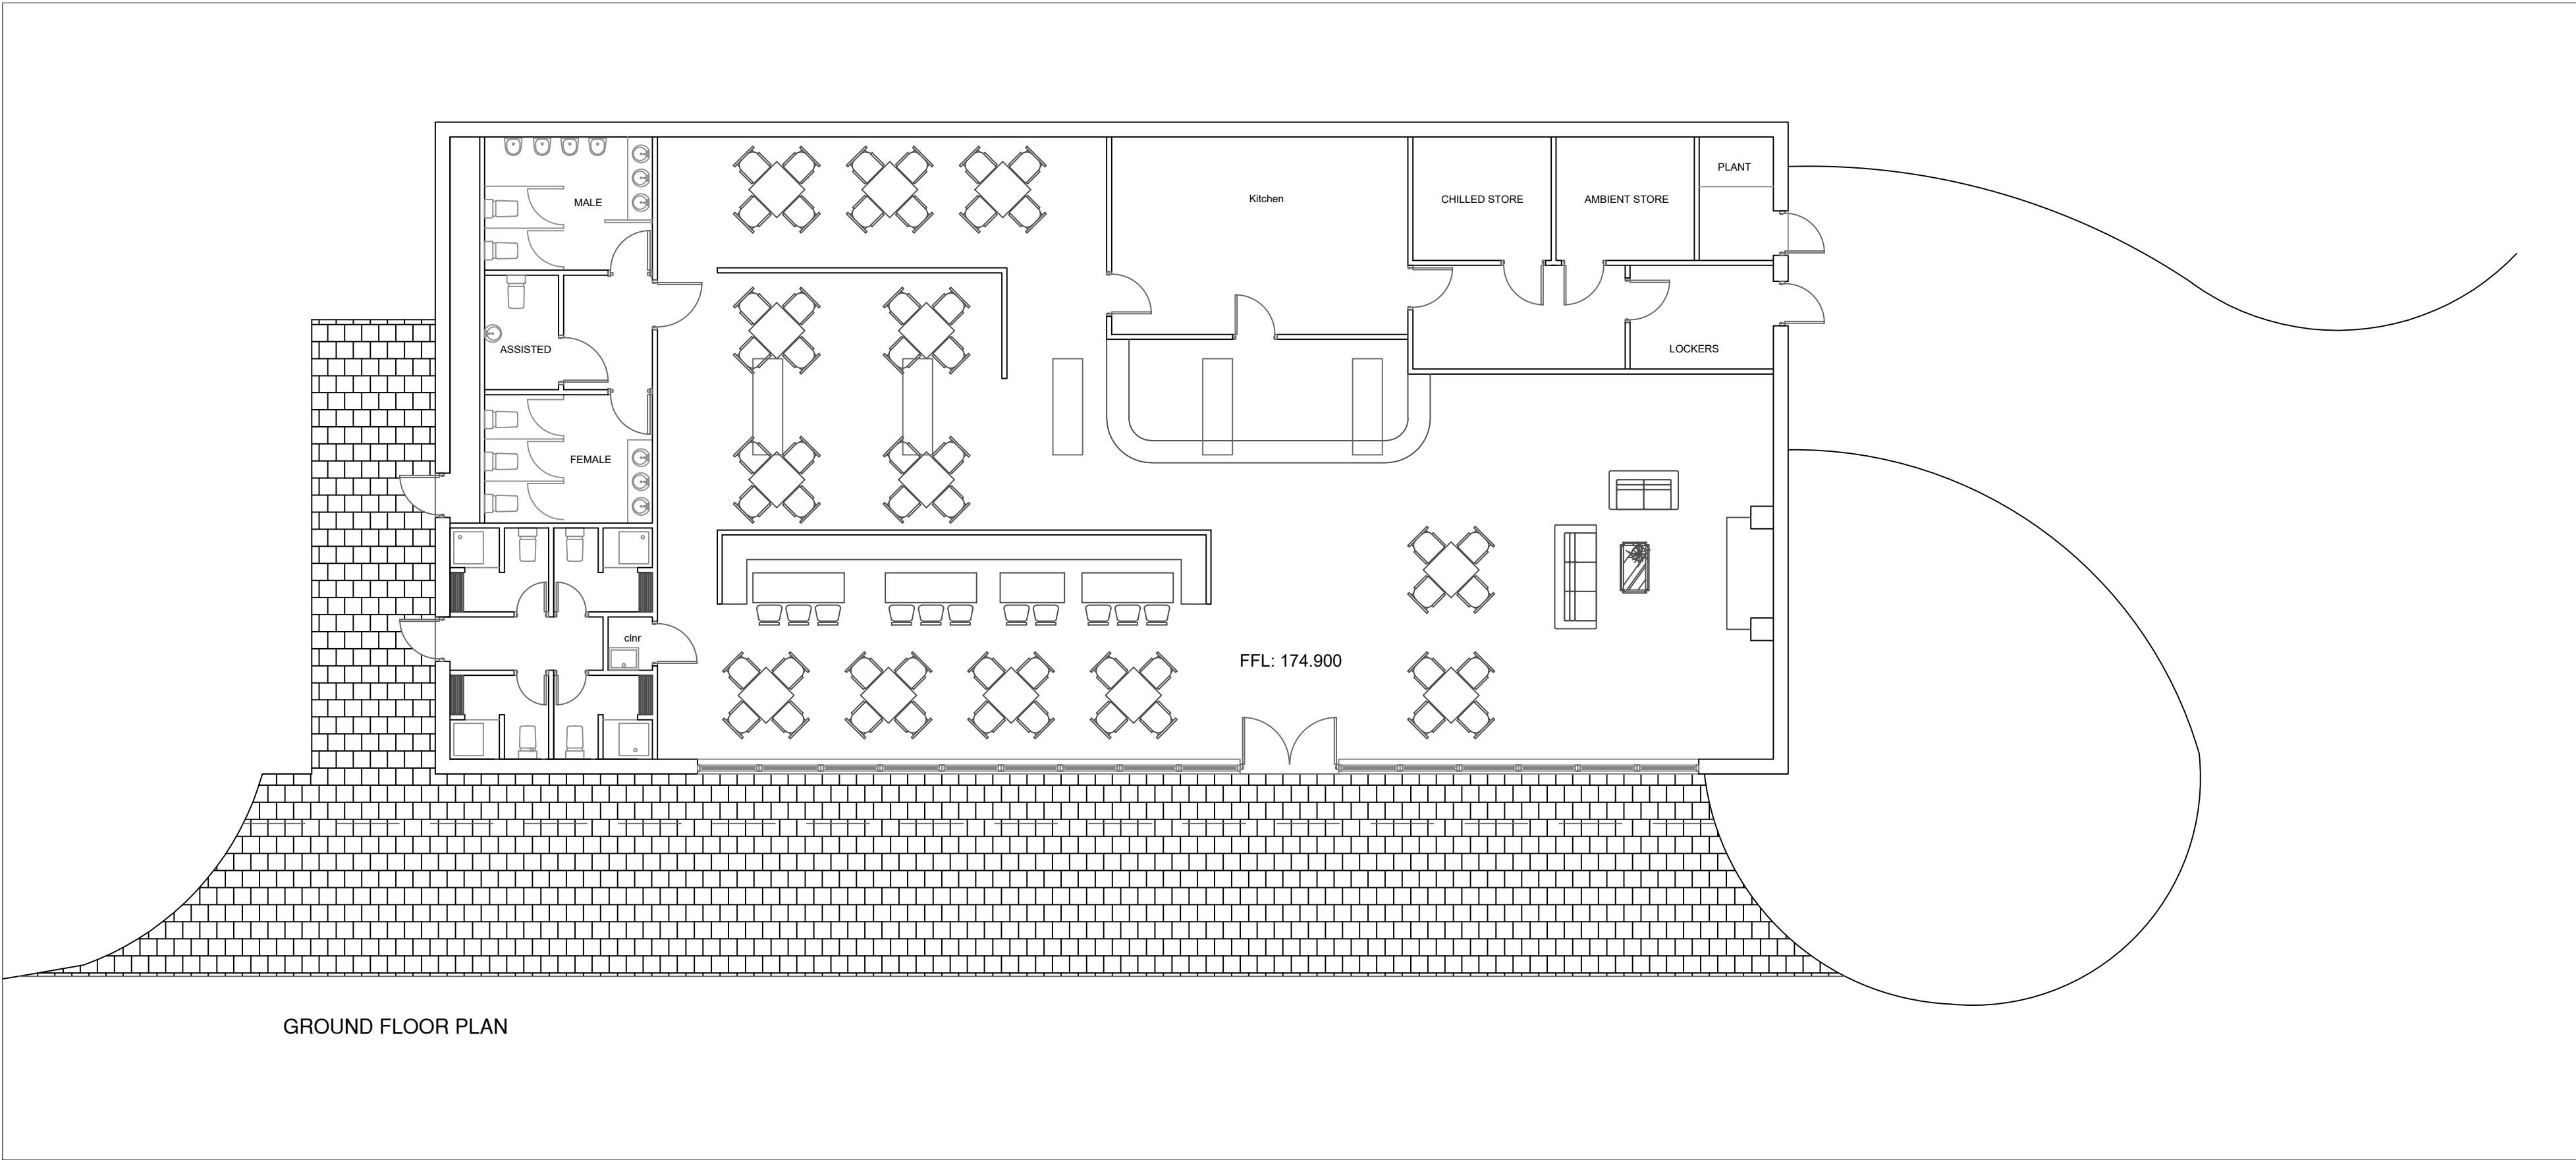 PLANT
MALE
Kitchen
CHILLED STORE
AMBIENT STORE
ASSISTED
LOCKERS
FEMALE
clnr
FFL: 174.900
GROUND FLOOR PLAN